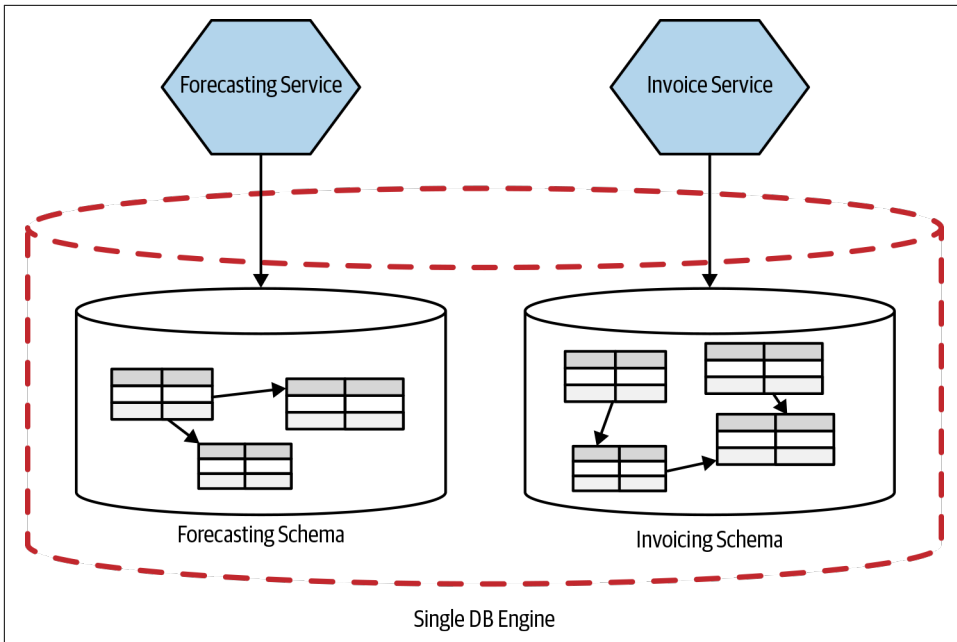 Forecasting Service
Invoice Service
Forecasting Schema
Invoicing Schema
Single DB Engine